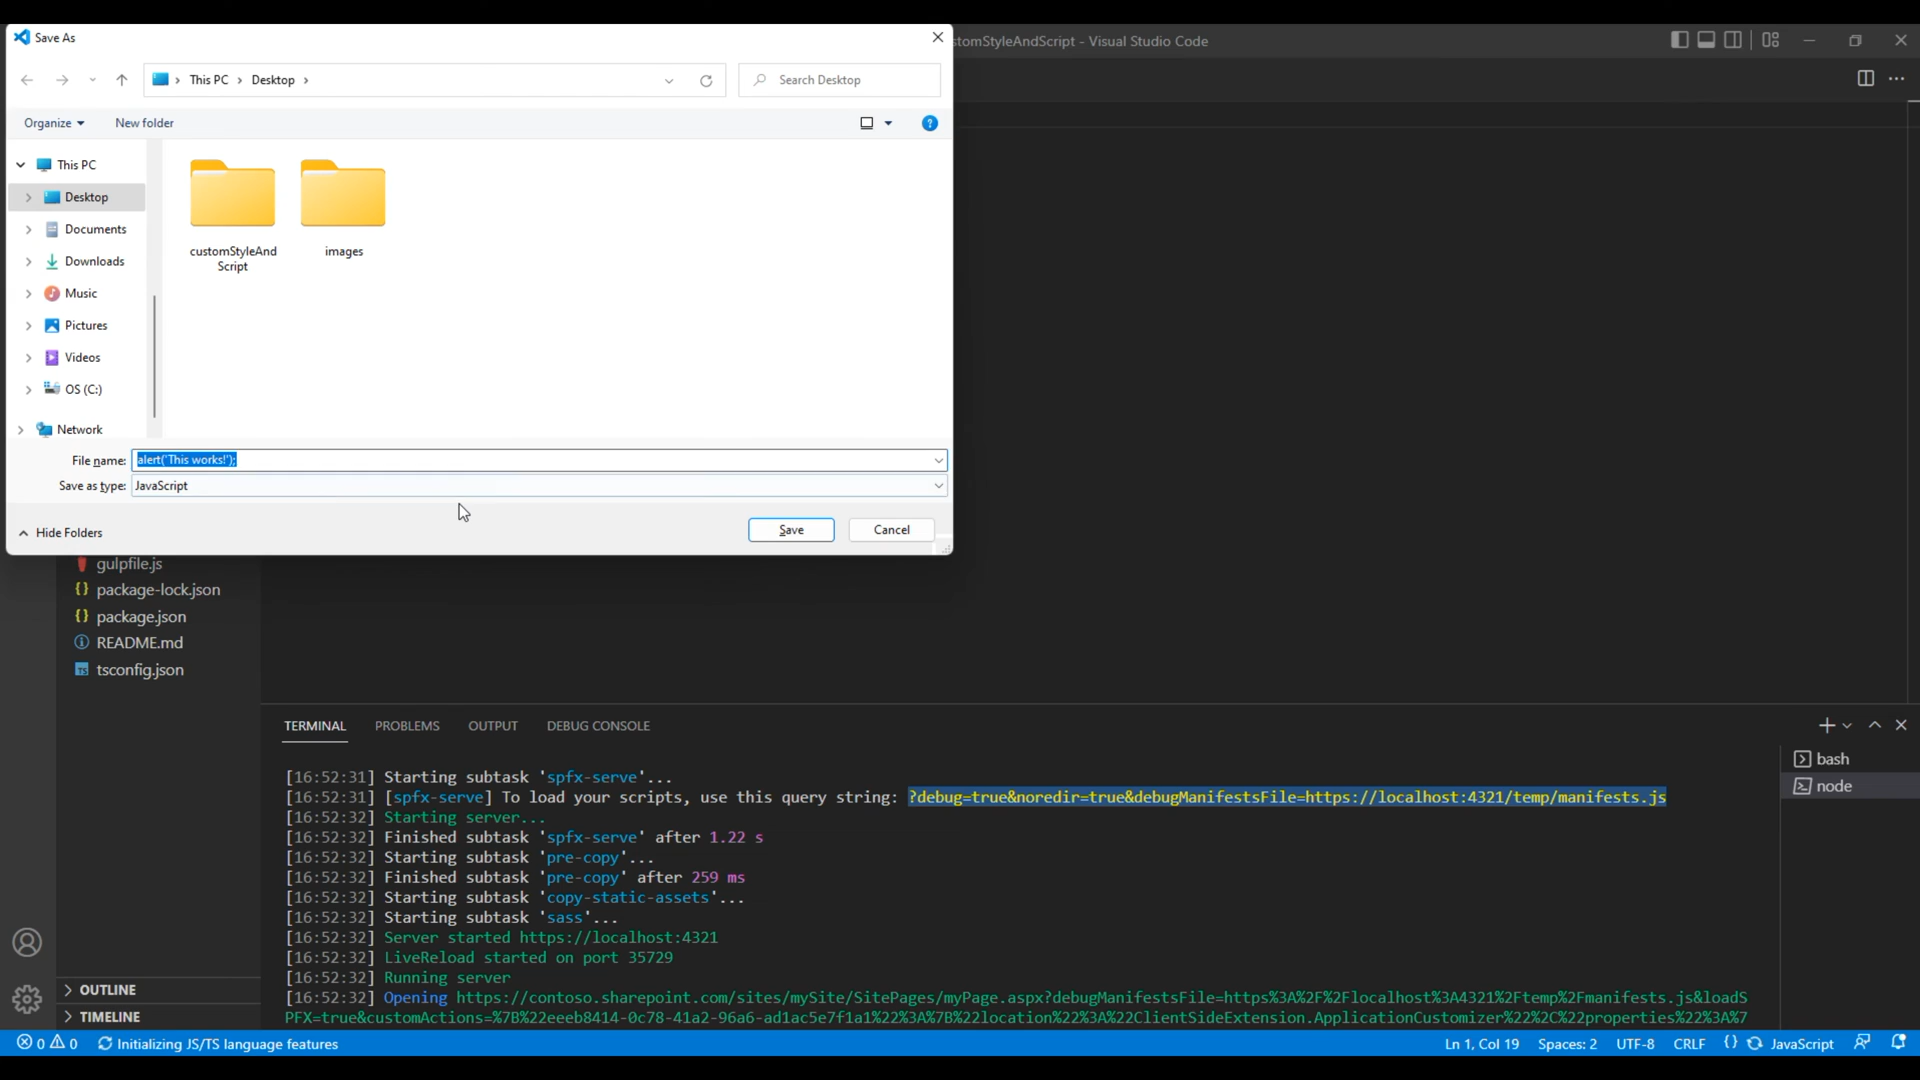 Save As
tomStyleAndScript - Visual Studio Code
This PC
Desktop
Search Desktop
Organize
New folder
This PC
Desktop
Documents
Downloads
Music
Pictures
Videos
OS (C:)
Network
customStyleAnd
Script
images
File name: alert('This works!');
Save as type: JavaScript
Hide Folders
Save
Cancel
gulpfile.js
package-lock.json
package.json
README.md
tsconfig.json
OUTLINE
TIMELINE
TERMINAL
PROBLEMS
OUTPUT
DEBUG CONSOLE
bash
node
[16:52:31] Starting subtask 'spfx-serve'...
[16:52:31] [spfx-serve] To load your scripts, use this query string: ?debug=true&noredir=true&debugManifestsFile=https://localhost:4321/temp/manifests.js
[16:52:32] Starting server...
[16:52:32] Finished subtask 'spfx-serve' after 1.22 s
[16:52:32] Starting subtask 'pre-copy'...
[16:52:32] Finished subtask 'pre-copy' after 259 ms
[16:52:32] Starting subtask 'copy-static-assets'...
[16:52:32] Starting subtask 'sass'...
[16:52:32] Server started https://localhost:4321
[16:52:32] LiveReload started on port 35729
[16:52:32] Running server
[16:52:32] Opening https://contoso.sharepoint.com/sites/mySite/SitePages/myPage.aspx?debugManifestsFile=https%3A%2F%2Flocalhost%3A4321%2Ftemp%2Fmanifests.js&loadS
PFX=true&customActions=%7B%22eeeb8414-0c78-41a2-96a6-ad1ac5e7f1a1%22%3A%7B%22location%22%3A%22ClientSideExtension.ApplicationCustomizer%22%2C%22properties%22%3A%7
0 0 Initializing JS/TS language features
Ln 1, Col 19
Spaces: 2
UTF-8
CRLF
{}
JavaScript